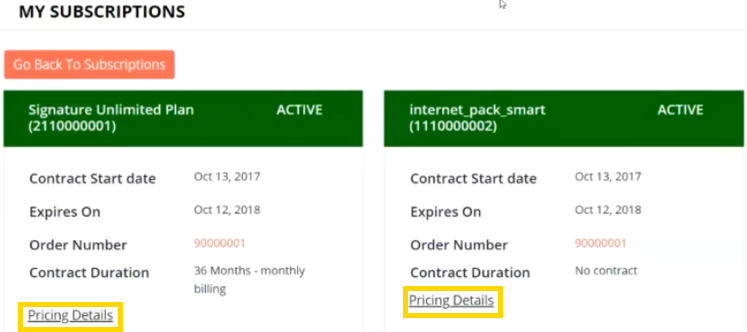 MY SUBSCRIPTIONS
Go Back To Subscriptions
Signature Unlimited Plan ACTIVE
(2110000001)
Contract Start date Oct 13, 2017
Expires On Oct 12, 2018
Order Number 90000001
Contract Duration 36 Months - monthly
billing
Pricing Details
internet_pack_smart ACTIVE
(1110000002)
Contract Start date Oct 13, 2017
Expires On Oct 12, 2018
Order Number 90000001
Contract Duration No contract
Pricing Details